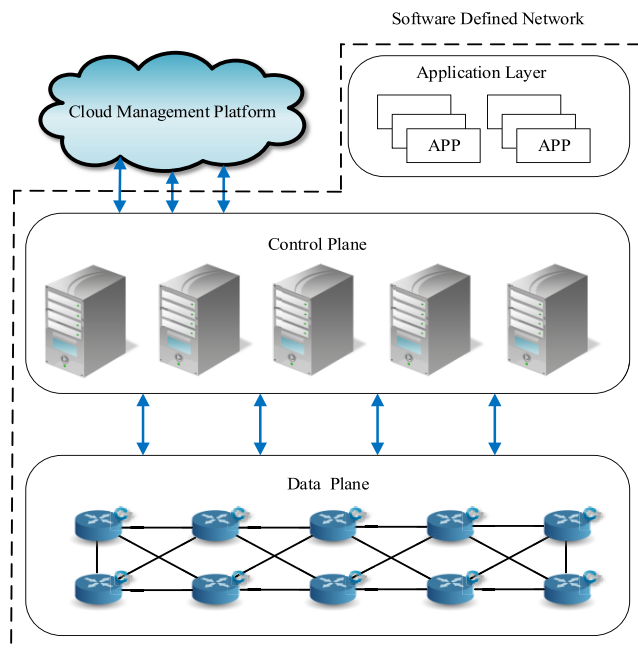 Software Defined Network
Application Layer
Cloud Management Platform
APP
APP
Control Plane
Data Plane